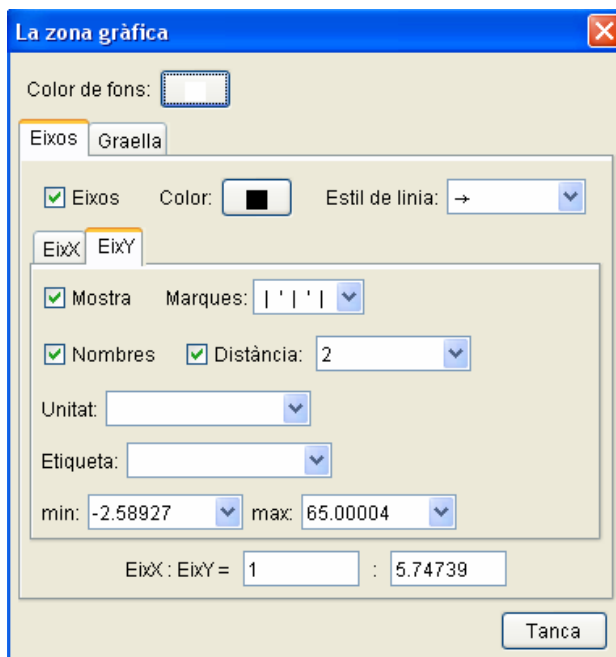 La zona gràfica
Color de fons:
Eixos Graella
Eixos Color: Estil de linia: →
EixX EixY
Mostra Marques: | ' | ' |
Nombres Distància: 2
Unitat:
Etiqueta:
min: -2.58927 max: 65.00004
EixX : EixY = 1 : 5.74739
Tanca